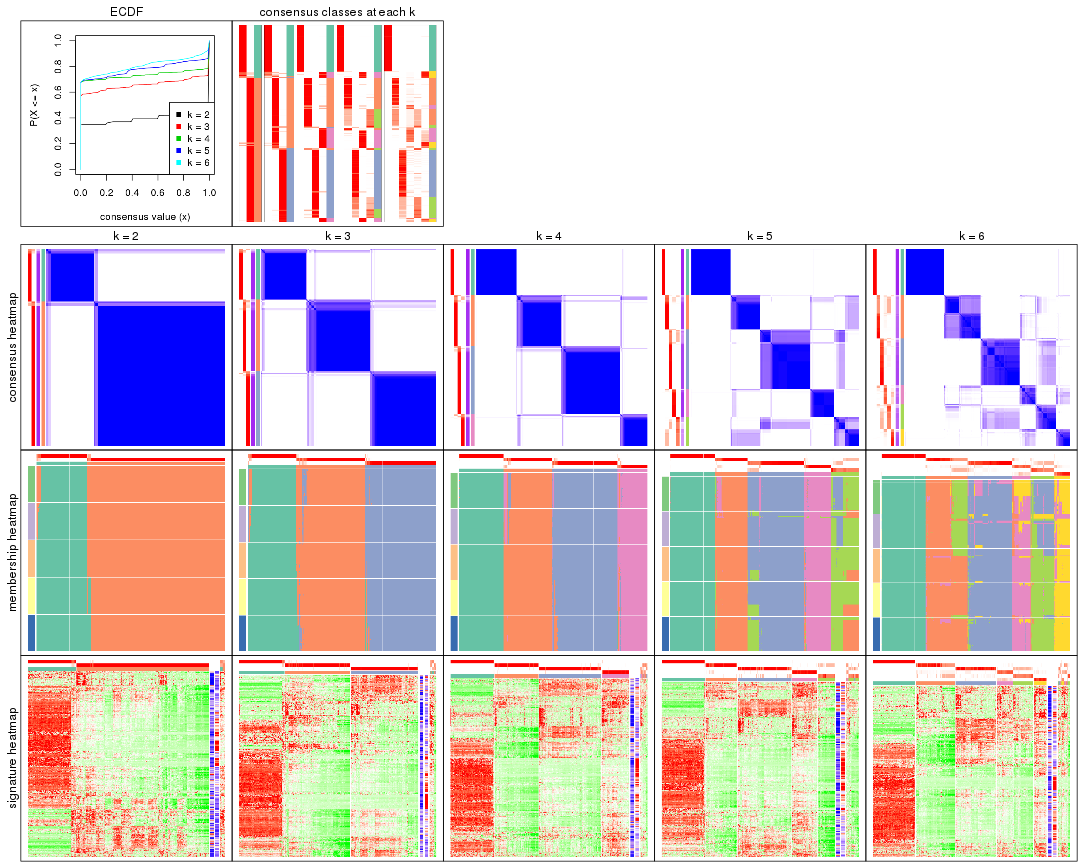 ECDF
consensus classes at each k
P(X <= x)
0.0
0.2
0.4
0.6
0.8
1.0
0.0 0.2 0.4 0.6 0.8 1.0
consensus value (x)
k = 2
k = 3
k = 4
k = 5
k = 6
k = 2
k = 3
k = 4
k = 5
k = 6
consensus heatmap
membership heatmap
signature heatmap